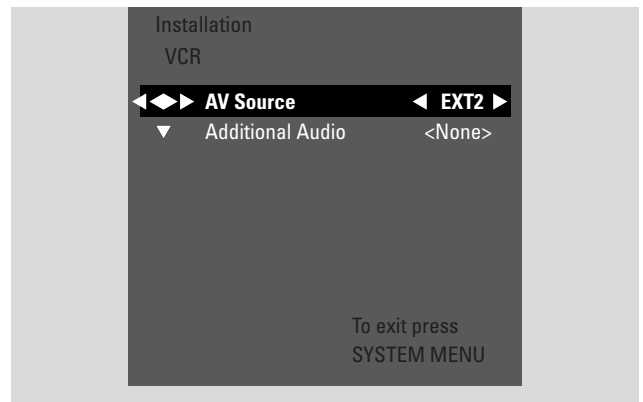 Installation
VCR
AV Source EXT2
Additional Audio <None>
To exit press
SYSTEM MENU